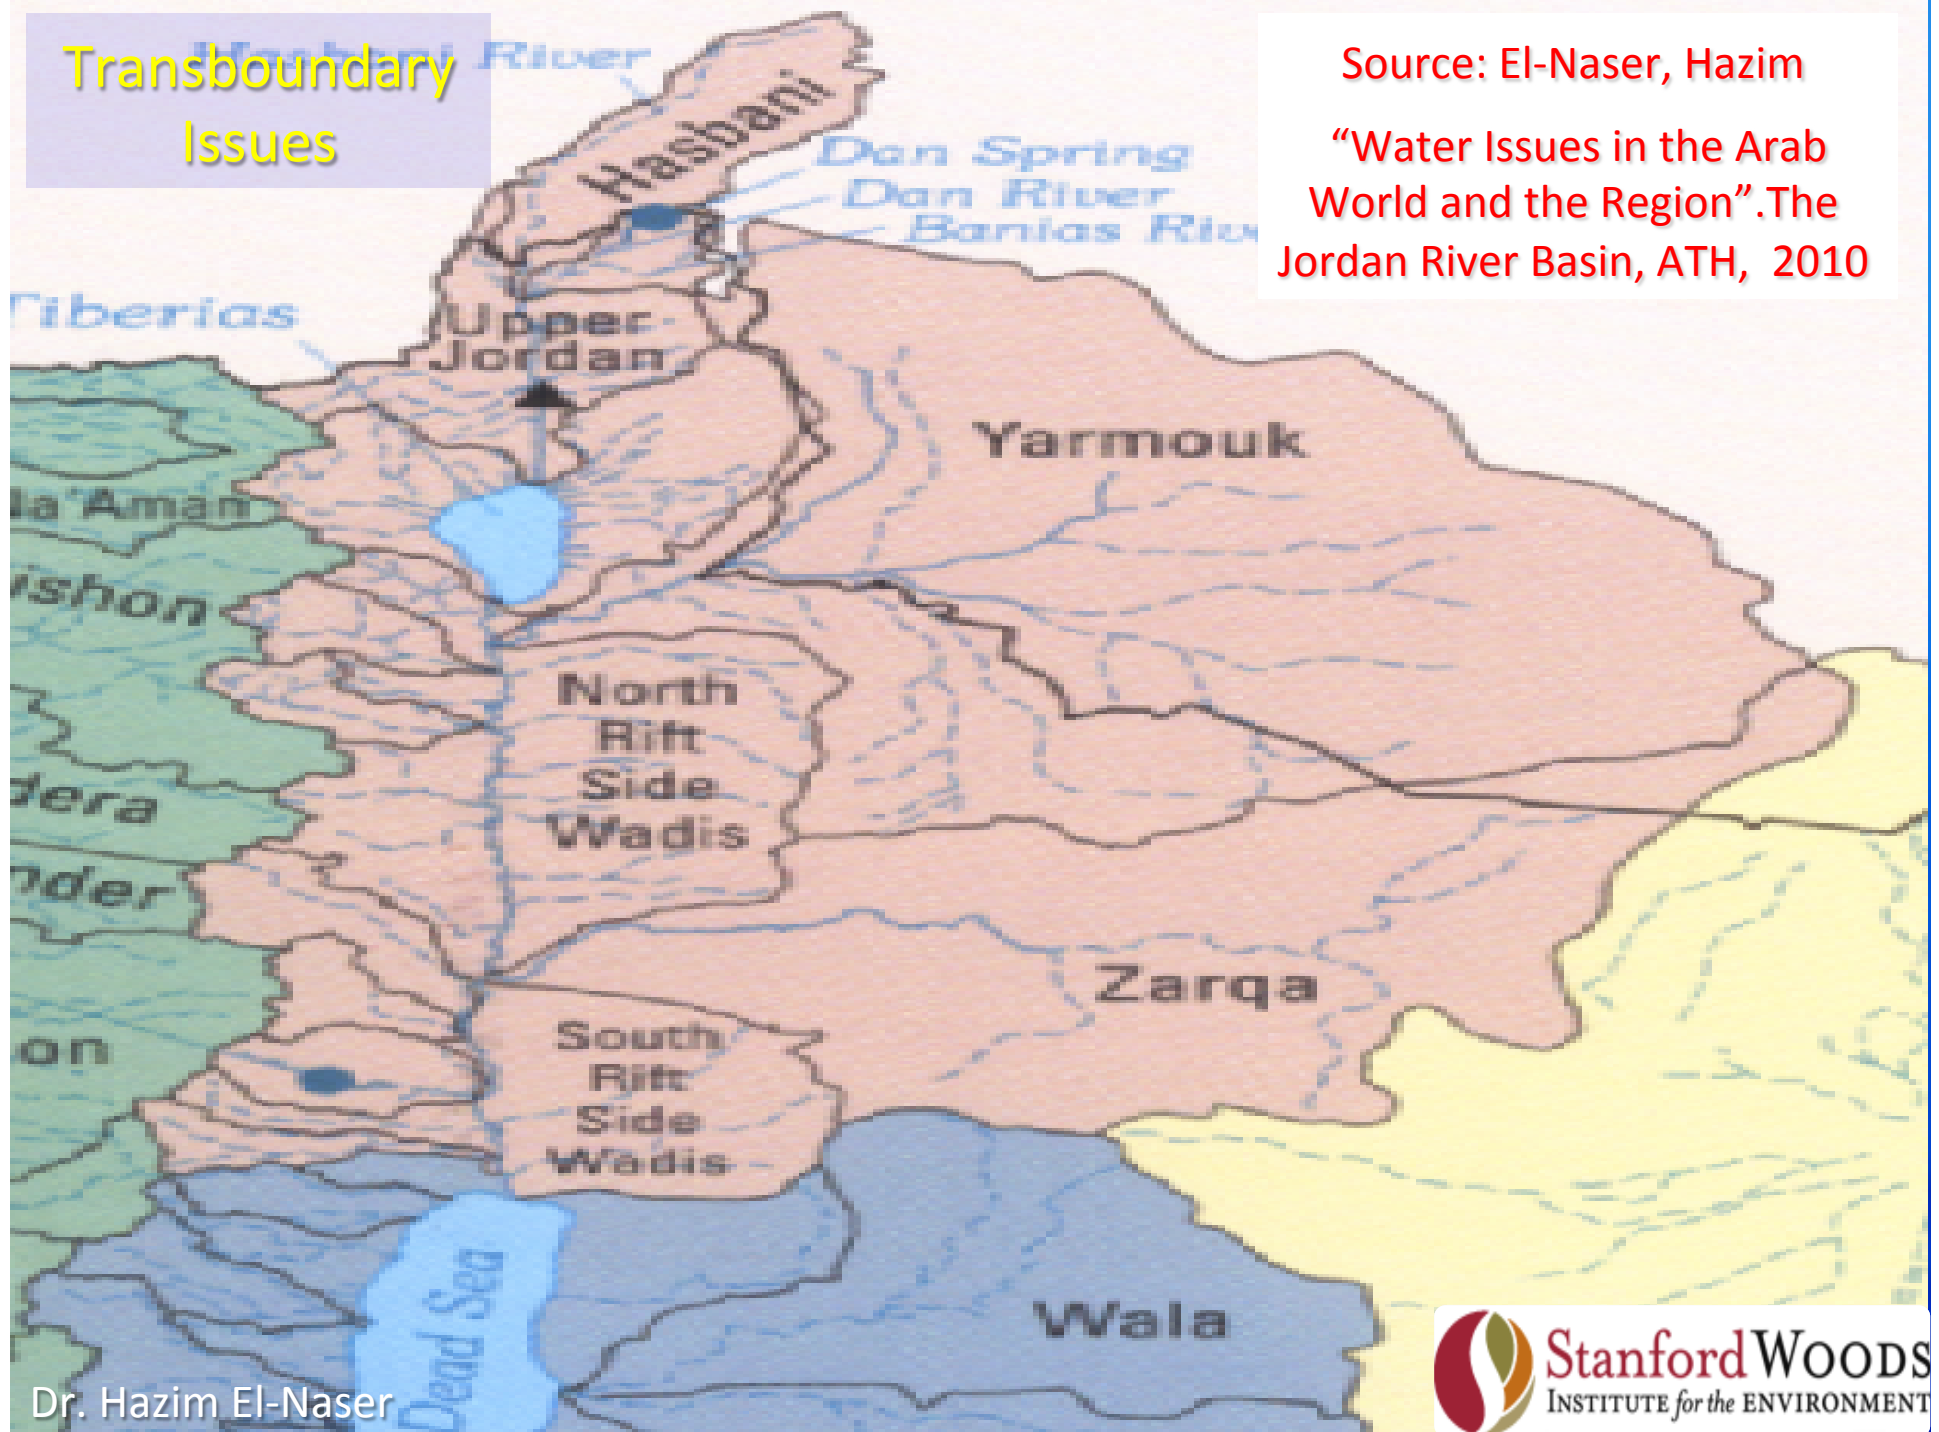 Transboundary
Issues
Hasbani River
Source: El-Naser, Hazim
“Water Issues in the Arab
World and the Region”.The
Jordan River Basin, ATH, 2010
Hasbani
Dan Spring
Dan River
Banias Riv
Tiberias
Upper
Jordan
Yarmouk
Na'Aman
ishon
North
Rift
Side
Wadis
dera
nder
Zarqa
on
South
Rift
Side
Wadis
Dead Sea
Wala
Dr. Hazim El-Naser
Stanford WOODS
INSTITUTE for the ENVIRONMENT